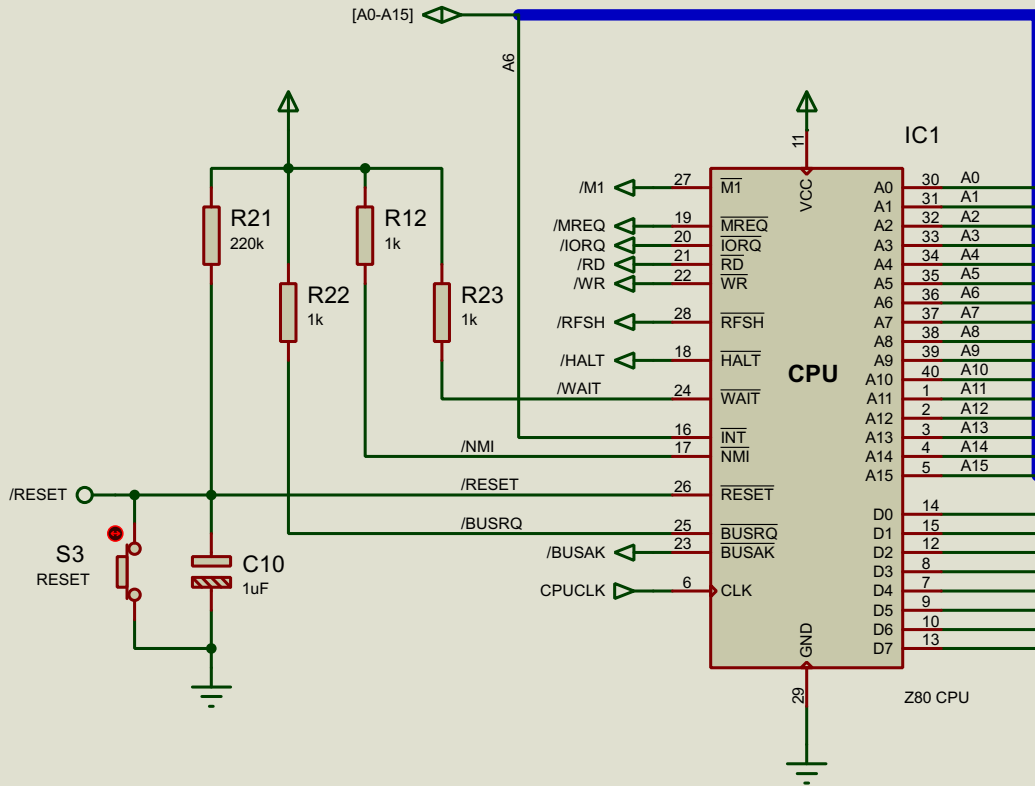 [A0-A15]
A6
R21
220k
R12
1k
R22
1k
R23
1k
/RESET
S3
RESET
C10
1uF
/M1
/MREQ
/IORQ
/RD
/WR
/RFSH
/HALT
/WAIT
/NMI
/RESET
/BUSRQ
/BUSAK
CPUCLK
27
19
20
21
22
28
18
24
16
17
26
25
23
6
M1
MREQ
IORQ
RD
WR
RFSH
HALT
WAIT
INT
NMI
RESET
BUSRQ
BUSAK
CLK
11
VCC
CPU
GND
29
IC1
A0 30 A0
A1 31 A1
A2 32 A2
A3 33 A3
A4 34 A4
A5 35 A5
A6 36 A6
A7 37 A7
A8 38 A8
A9 39 A9
A10 40 A10
A11 1 A11
A12 2 A12
A13 3 A13
A14 4 A14
A15 5 A15
D0 14
D1 15
D2 12
D3 8
D4 7
D5 9
D6 10
D7 13
Z80 CPU